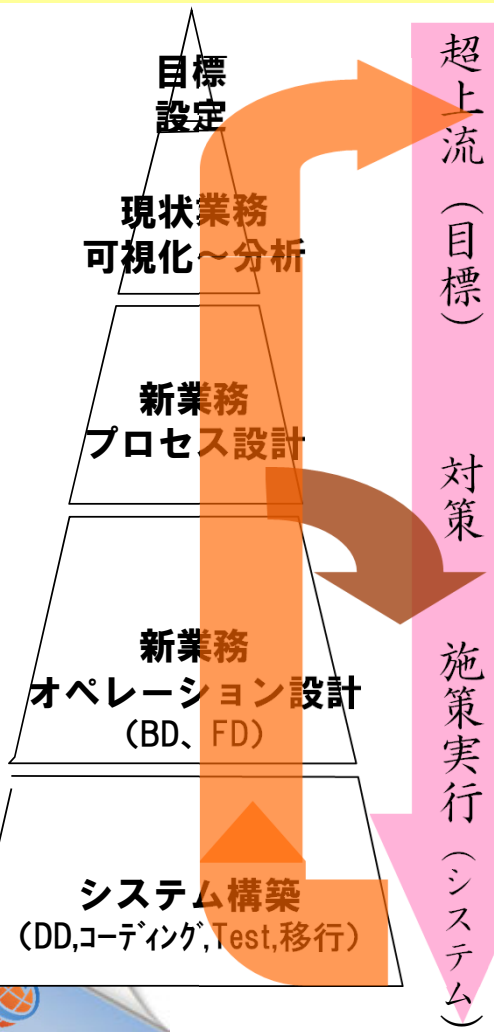 目標
設定
現状業務
可視化～分析
新業務
プロセス設計
新業務
オペレーション設計
（BD、FD）
システム構築
（DD,ｺｰﾃﾞｨﾝｸﾞ,Test,移行）
超上流（目標）
対策
施策実行（システム）